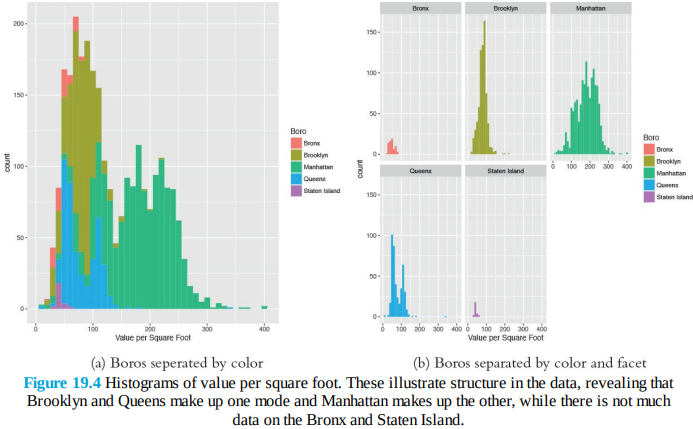 200-
150-
100-
50-
0-
count
0 100 200 300 400
Value per Square Foot
Boro
Bronx
Brooklyn
Manhattan
Queens
Staten Island
(a) Boros seperated by color
Bronx Brooklyn Manhattan
150-
100-
50-
0-
count
Queens Staten Island
150-
100-
50-
0-
0 100 200 300 400 0 100 200 300 400 0 100 200 300 400
Value per Square Foot
Boro
Bronx
Brooklyn
Manhattan
Queens
Staten Island
(b) Boros separated by color and facet
Figure 19.4 Histograms of value per square foot. These illustrate structure in the data, revealing that
Brooklyn and Queens make up one mode and Manhattan makes up the other, while there is not much
data on the Bronx and Staten Island.